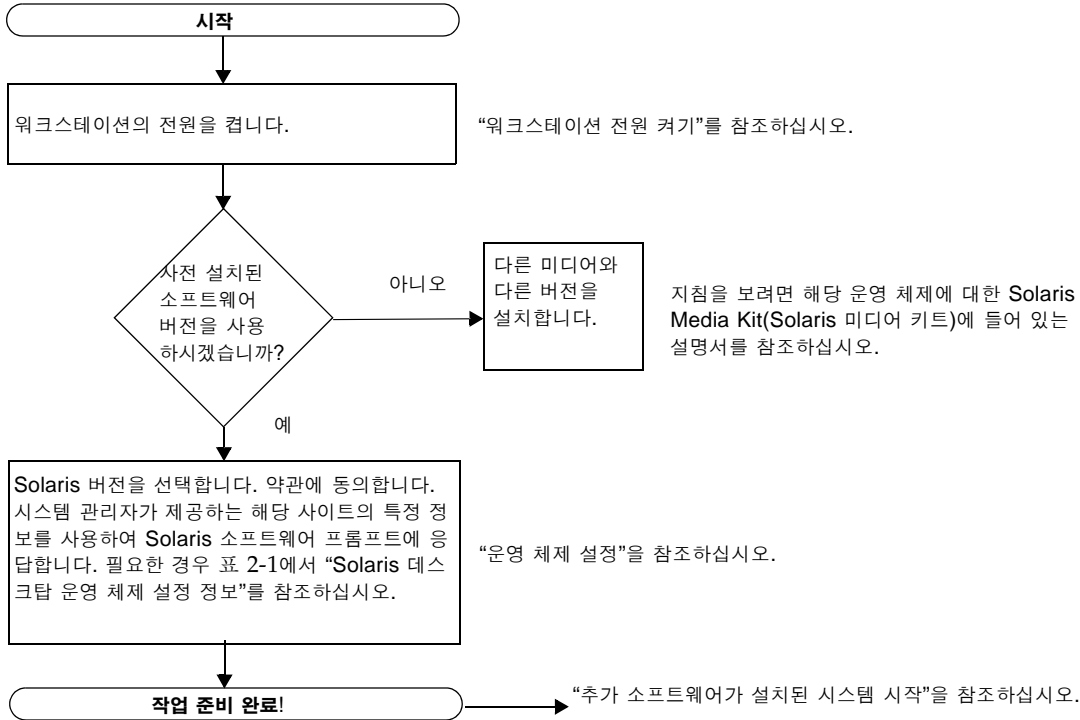 시작
워크스테이션의 전원을 켭니다.
“워크스테이션 전원 켜기”를 참조하십시오.
사전 설치된
소프트웨어
버전을 사용
하시겠습니까?
아니오
다른 미디어와
다른 버전을
설치합니다.
지침을 보려면 해당 운영 체제에 대한 Solaris
Media Kit(Solaris 미디어 키트)에 들어 있는
설명서를 참조하십시오.
예
Solaris 버전을 선택합니다. 약관에 동의합니다.
시스템 관리자가 제공하는 해당 사이트의 특정 정
보를 사용하여 Solaris 소프트웨어 프롬프트에 응
답합니다. 필요한 경우 표 2-1에서 “Solaris 데스
크탑 운영 체제 설정 정보”를 참조하십시오.
“운영 체제 설정”을 참조하십시오.
작업 준비 완료!
“추가 소프트웨어가 설치된 시스템 시작”을 참조하십시오.